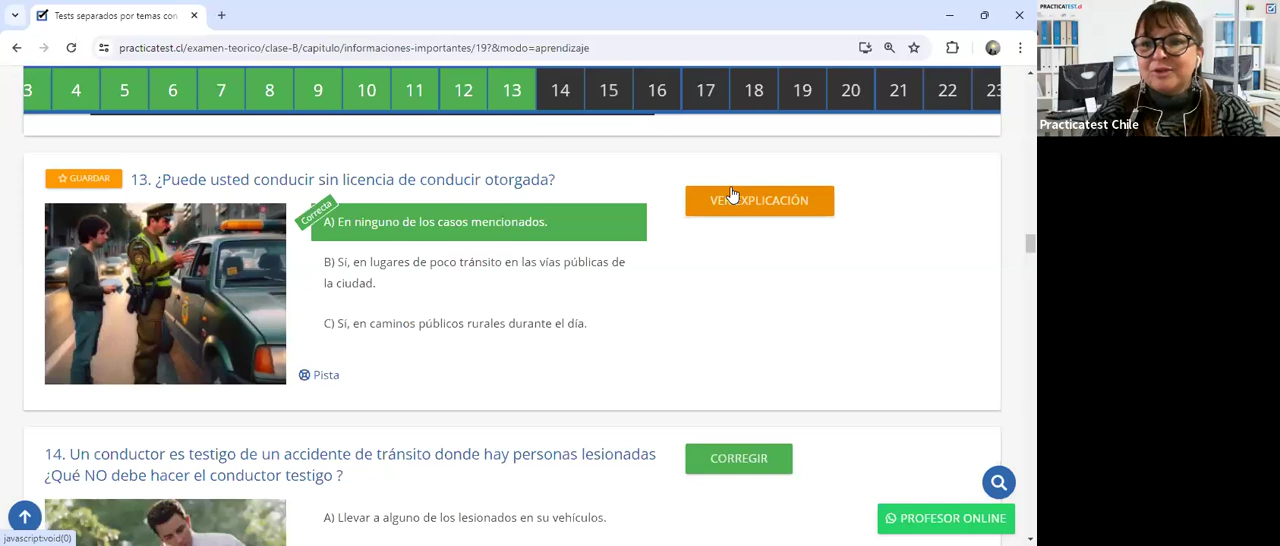 Tests separados por temas con
practicatest.cl/examen-teorico/clase-B/capitulo/informaciones-importantes/19?&modo=aprendizaje
PRACTICATEST.cl
Practicatest Chile
3 4 5 6 7 8 9 10 11 12 13 14 15 16 17 18 19 20 21 22 23
GUARDAR
13. ¿Puede usted conducir sin licencia de conducir otorgada?
VER EXPLICACIÓN
Correcta
A) En ninguno de los casos mencionados.
B) Sí, en lugares de poco tránsito en las vías públicas de
la ciudad.
C) Sí, en caminos públicos rurales durante el día.
Pista
14. Un conductor es testigo de un accidente de tránsito donde hay personas lesionadas
¿Qué NO debe hacer el conductor testigo ?
CORREGIR
A) Llevar a alguno de los lesionados en su vehículos.
PROFESOR ONLINE
javascript:void(0)